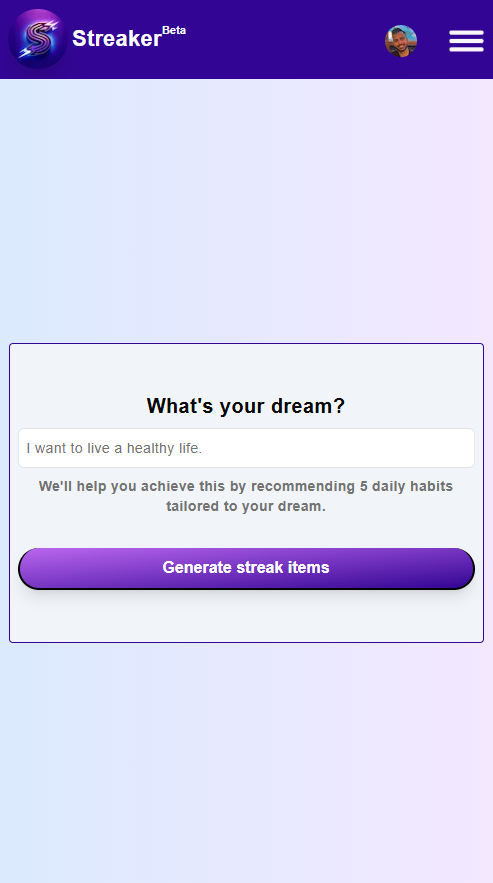 Streaker Beta
What's your dream?
I want to live a healthy life.
We'll help you achieve this by recommending 5 daily habits
tailored to your dream.
Generate streak items